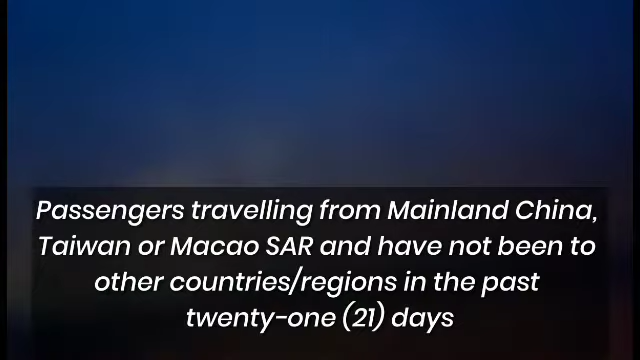 Passengers travelling from Mainland China,
Taiwan or Macao SAR and have not been to
other countries/regions in the past
twenty-one (21) days